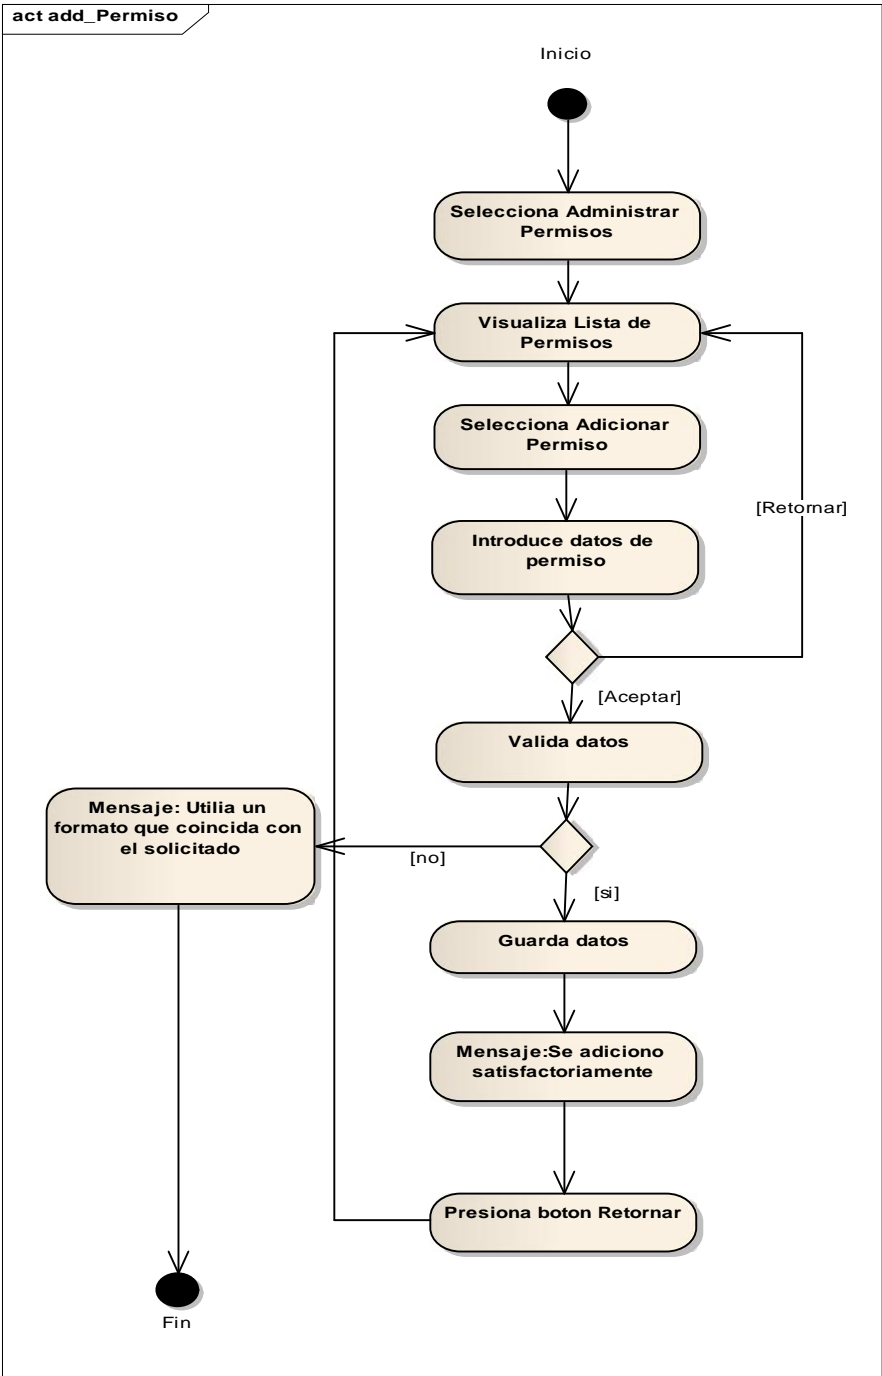 act add_Permiso
Inicio
Selecciona Administrar
Permisos
Visualiza Lista de
Permisos
Selecciona Adicionar
Permiso
[Retornar]
Introduce datos de
permiso
[Aceptar]
Valida datos
Mensaje: Utilia un
formato que coincida con
el solicitado
[no]
[si]
Guarda datos
Mensaje:Se adiciono
satisfactoriamente
Presiona boton Retornar
Fin